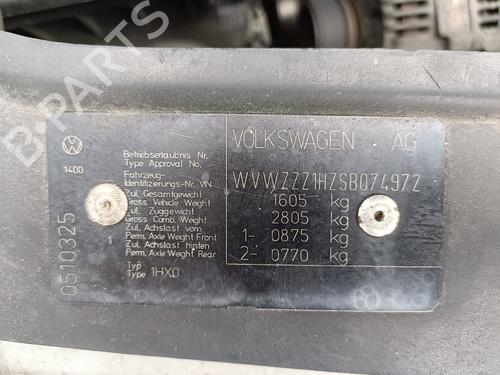 VOLKSWAGEN AG
1400
Betriebserlaubnis Nr.
Type Approval No.
Fahrzeug-
Identifizierungs-Nr. VIN
WVWZZZ1HZSB074972
Zul. Gesamtgewicht
Gross Vehicle Weight
1605 kg
Zul. Zuggewicht
Gross Comb. Weight
2805 kg
Zul. Achslast vorn
Perm. Axle Weight Front
1- 0875 kg
Zul. Achslast hinten
Perm. Axle Weight Rear
2- 0770 kg
Typ
Type 1HX0
0510325
1
B-PARTS